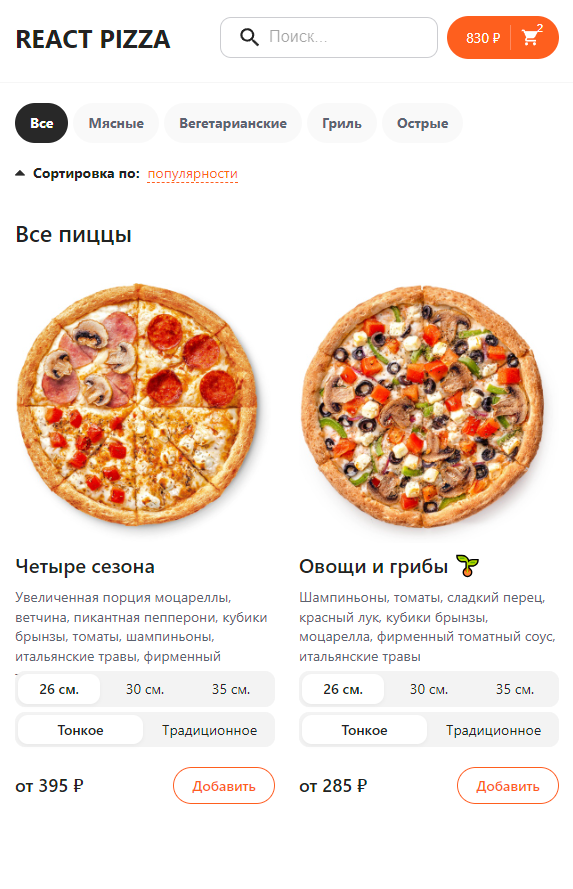 REACT PIZZA
Поиск...
830 ₽
2
Все
Мясные
Вегетарианские
Гриль
Острые
Сортировка по: популярности
Все пиццы
Четыре сезона
Увеличенная порция моцареллы,
ветчина, пикантная пепперони, кубики
брынзы, томаты, шампиньоны,
итальянские травы, фирменный
26 см.
30 см.
35 см.
Тонкое
Традиционное
от 395 ₽
Добавить
Овощи и грибы
Шампиньоны, томаты, сладкий перец,
красный лук, кубики брынзы,
моцарелла, фирменный томатный соус,
итальянские травы
26 см.
30 см.
35 см.
Тонкое
Традиционное
от 285 ₽
Добавить